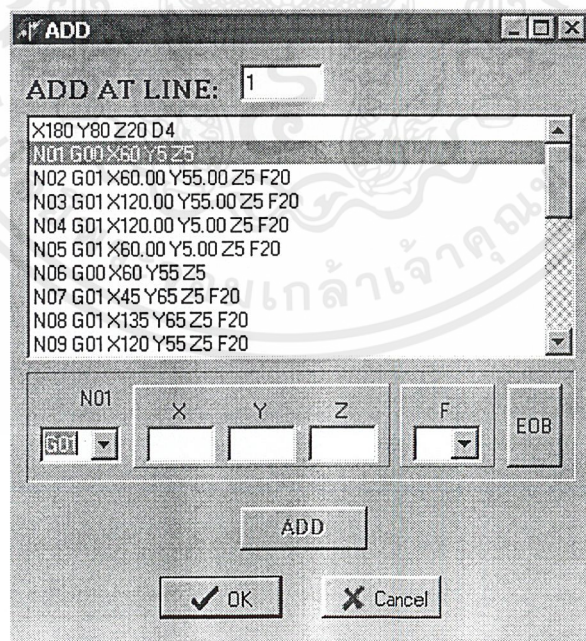 ADD
ADD AT LINE: 1
X180 Y80 Z20 D4
N01 G00 X60 Y5 Z5
N02 G01 X60.00 Y55.00 Z5 F20
N03 G01 X120.00 Y55.00 Z5 F20
N04 G01 X120.00 Y5.00 Z5 F20
N05 G01 X60.00 Y5.00 Z5 F20
N06 G00 X60 Y55 Z5
N07 G01 X45 Y65 Z5 F20
N08 G01 X135 Y65 Z5 F20
N09 G01 X120 Y55 Z5 F20
N01 X Y Z F EOB
G01
ADD
OK Cancel